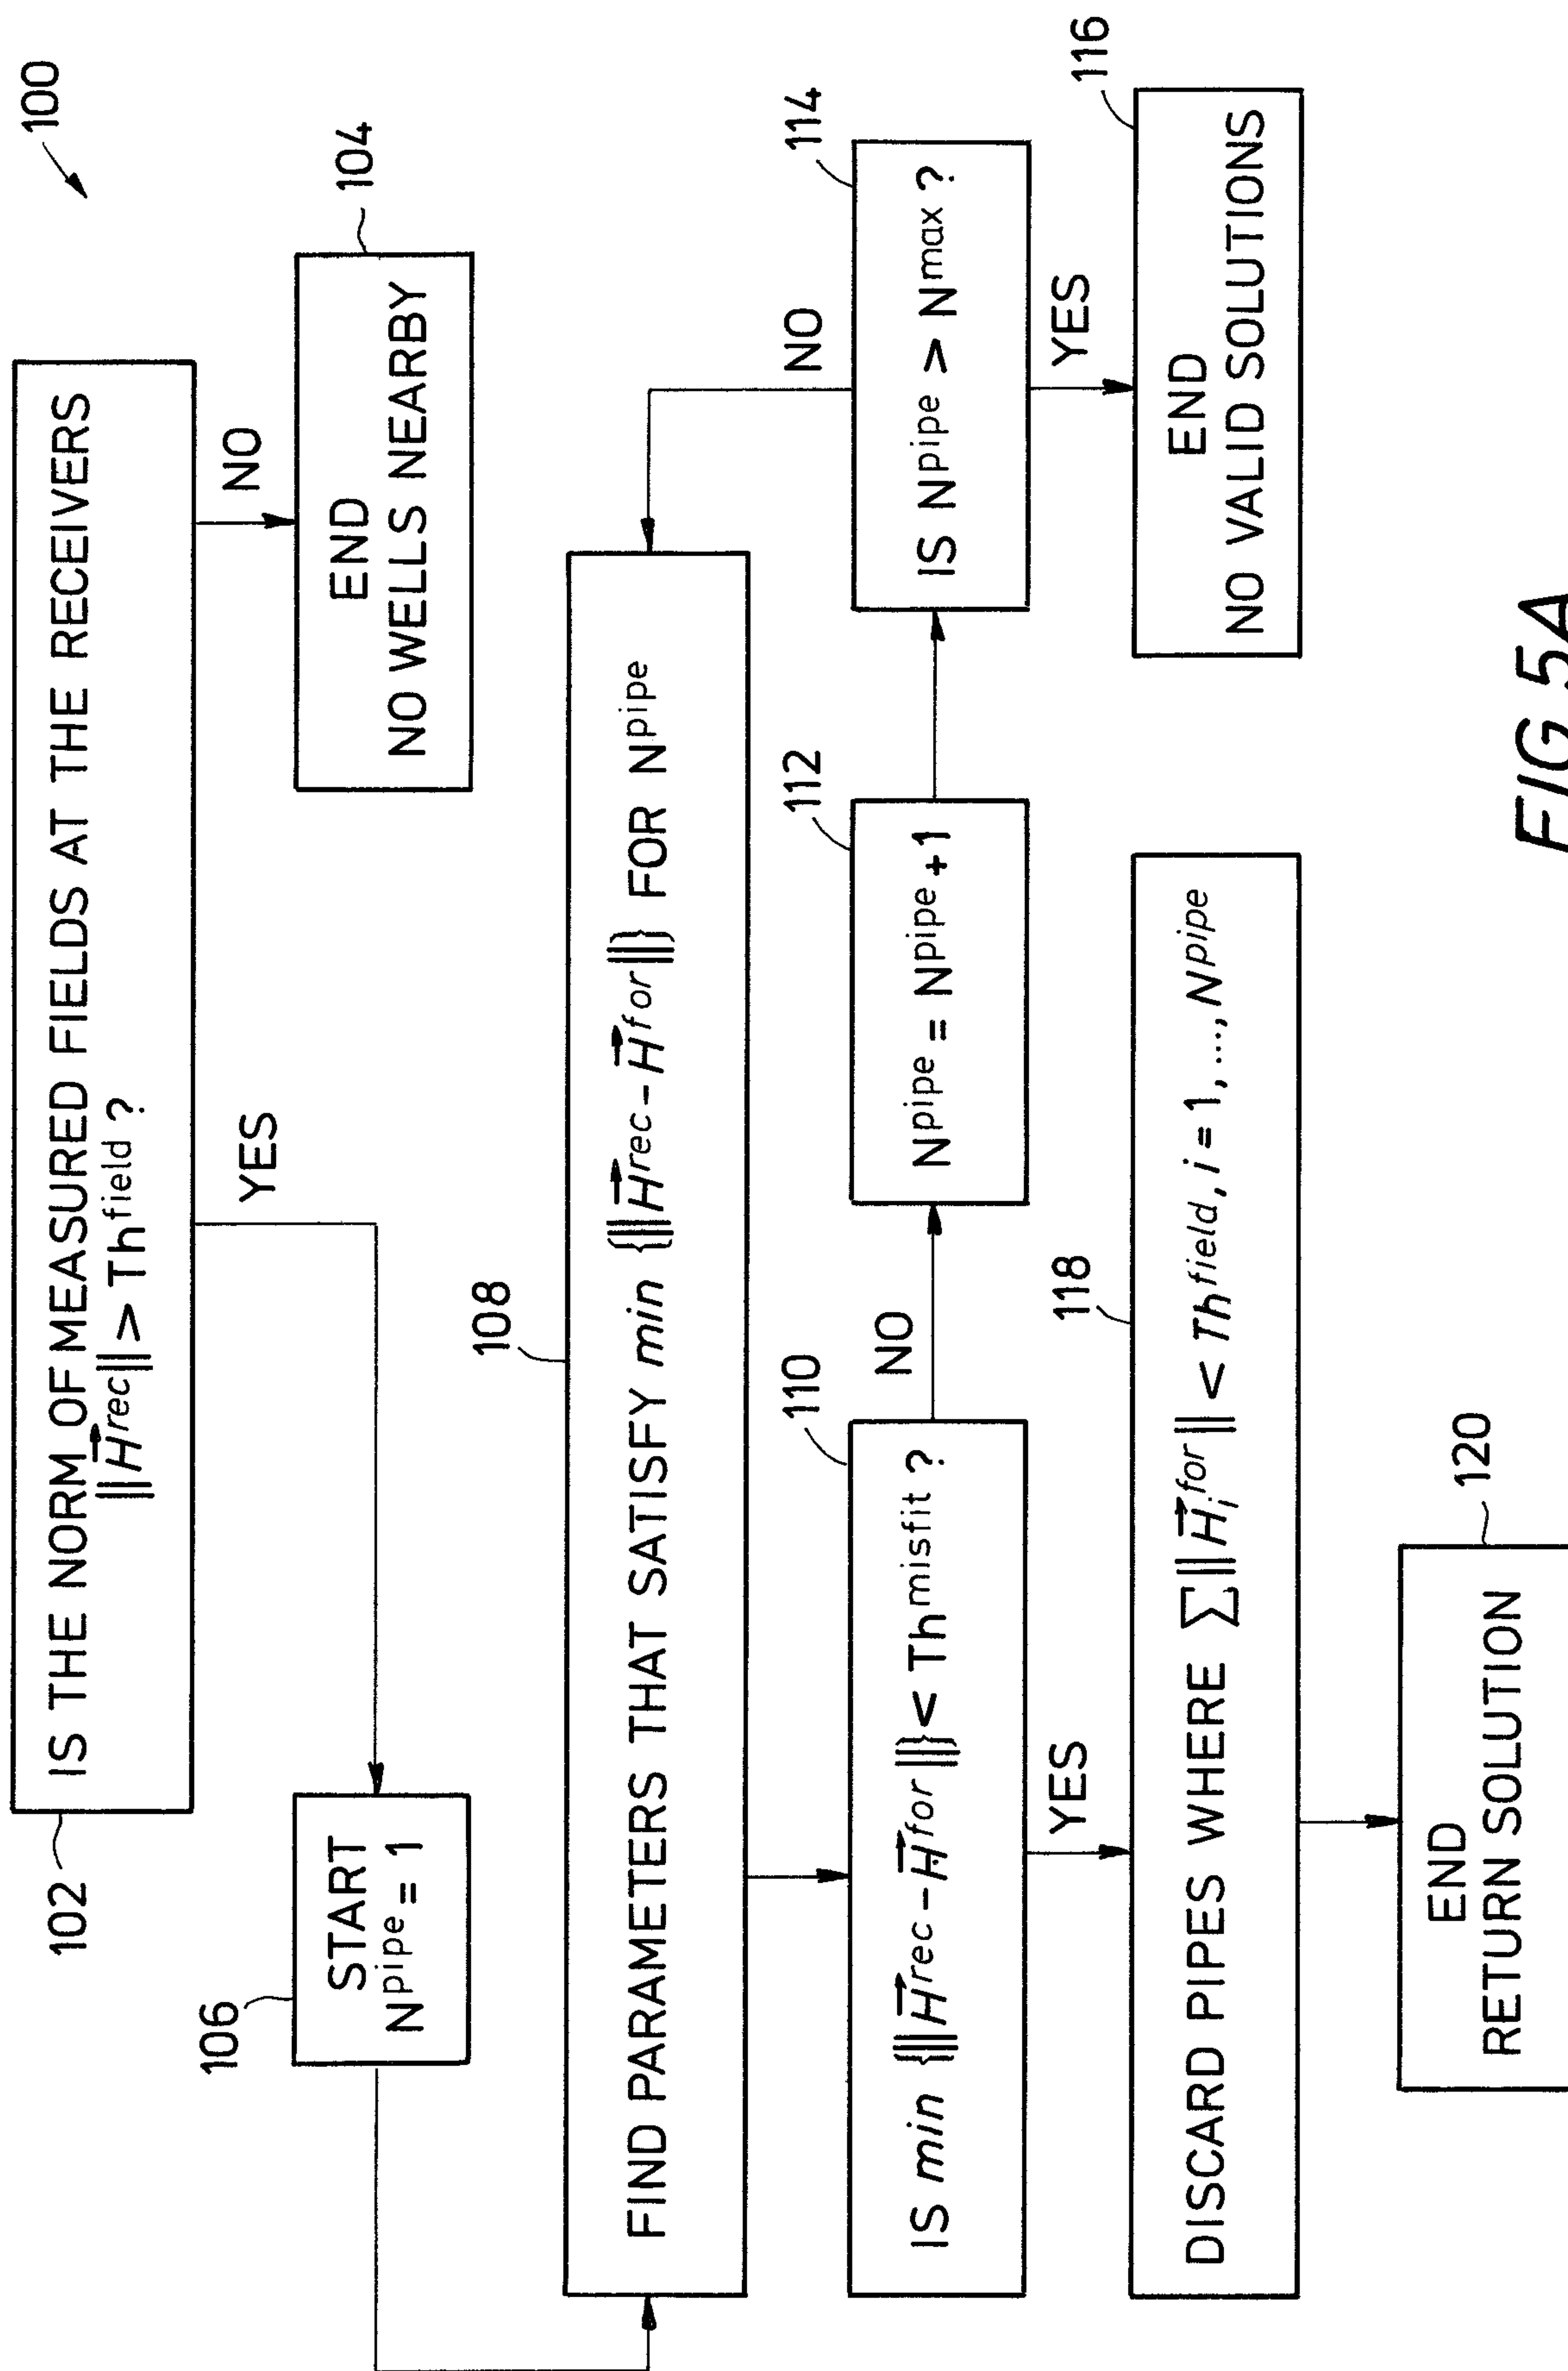 100
102
IS THE NORM OF MEASURED FIELDS AT THE RECEIVERS
||H⃗^rec|| > Th^field ?
NO
104
END
NO WELLS NEARBY
YES
106
START
N^pipe = 1
108
FIND PARAMETERS THAT SATISFY min {|||H⃗^rec – H⃗^for|||} FOR N^pipe
110
IS min {|||H⃗^rec – H⃗^for|||} < Th^misfit ?
NO
112
N^pipe = N^pipe + 1
114
IS N^pipe > N^max ?
NO
YES
116
END
NO VALID SOLUTIONS
YES
118
DISCARD PIPES WHERE ∑||H⃗_i^for|| < Th^field, i = 1, ..., N^pipe
120
END
RETURN SOLUTION
FIG.5A